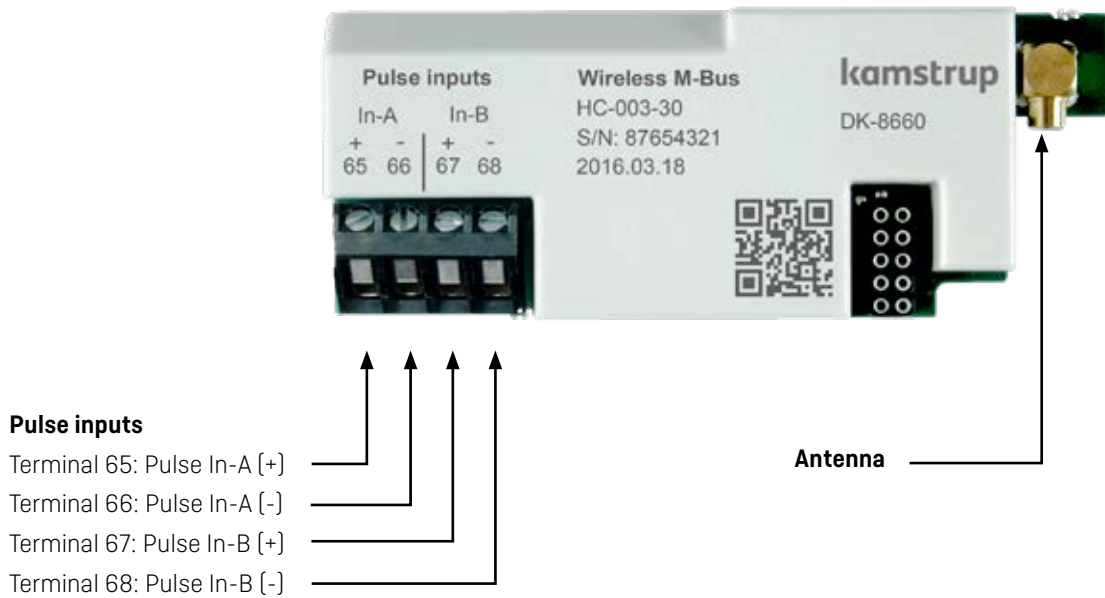 Pulse inputs
In-A In-B
+ - + -
65 66 67 68
Wireless M-Bus
HC-003-30
S/N: 87654321
2016.03.18
kamstrup
DK-8660
Pulse inputs
Terminal 65: Pulse In-A (+)
Terminal 66: Pulse In-A (-)
Terminal 67: Pulse In-B (+)
Terminal 68: Pulse In-B (-)
Antenna